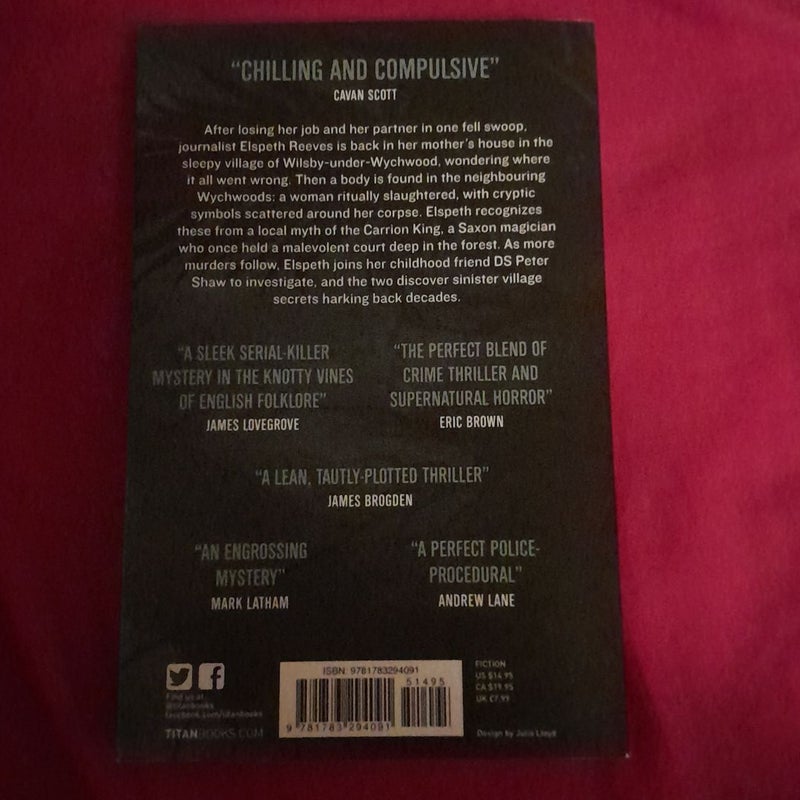 "CHILLING AND COMPULSIVE"
CAVAN SCOTT
After losing her job and her partner in one fell swoop,
journalist Elspeth Reeves is back in her mother's house in the
sleepy village of Wilsby-under-Wychwood, wondering where
it all went wrong. Then a body is found in the neighbouring
Wychwoods: a woman ritually slaughtered, with cryptic
symbols scattered around her corpse. Elspeth recognizes
these from a local myth of the Carrion King, a Saxon magician
who once held a malevolent court deep in the forest. As more
murders follow, Elspeth joins her childhood friend DS Peter
Shaw to investigate, and the two discover sinister village
secrets harking back decades.
"A SLEEK SERIAL-KILLER
MYSTERY IN THE KNOTTY VINES
OF ENGLISH FOLKLORE"
JAMES LOVEGROVE
"THE PERFECT BLEND OF
CRIME THRILLER AND
SUPERNATURAL HORROR"
ERIC BROWN
"A LEAN, TAUTLY-PLOTTED THRILLER"
JAMES BROGDEN
"AN ENGROSSING
MYSTERY"
MARK LATHAM
"A PERFECT POLICE-
PROCEDURAL"
ANDREW LANE
Find us at
@titanbooks
facebook.com/titanbooks
TITANBOOKS.COM
ISBN: 9781783294091
51495
9 781783 294091
FICTION
US $14.95
CA $19.95
UK £7.99
Design by Julia Lloyd